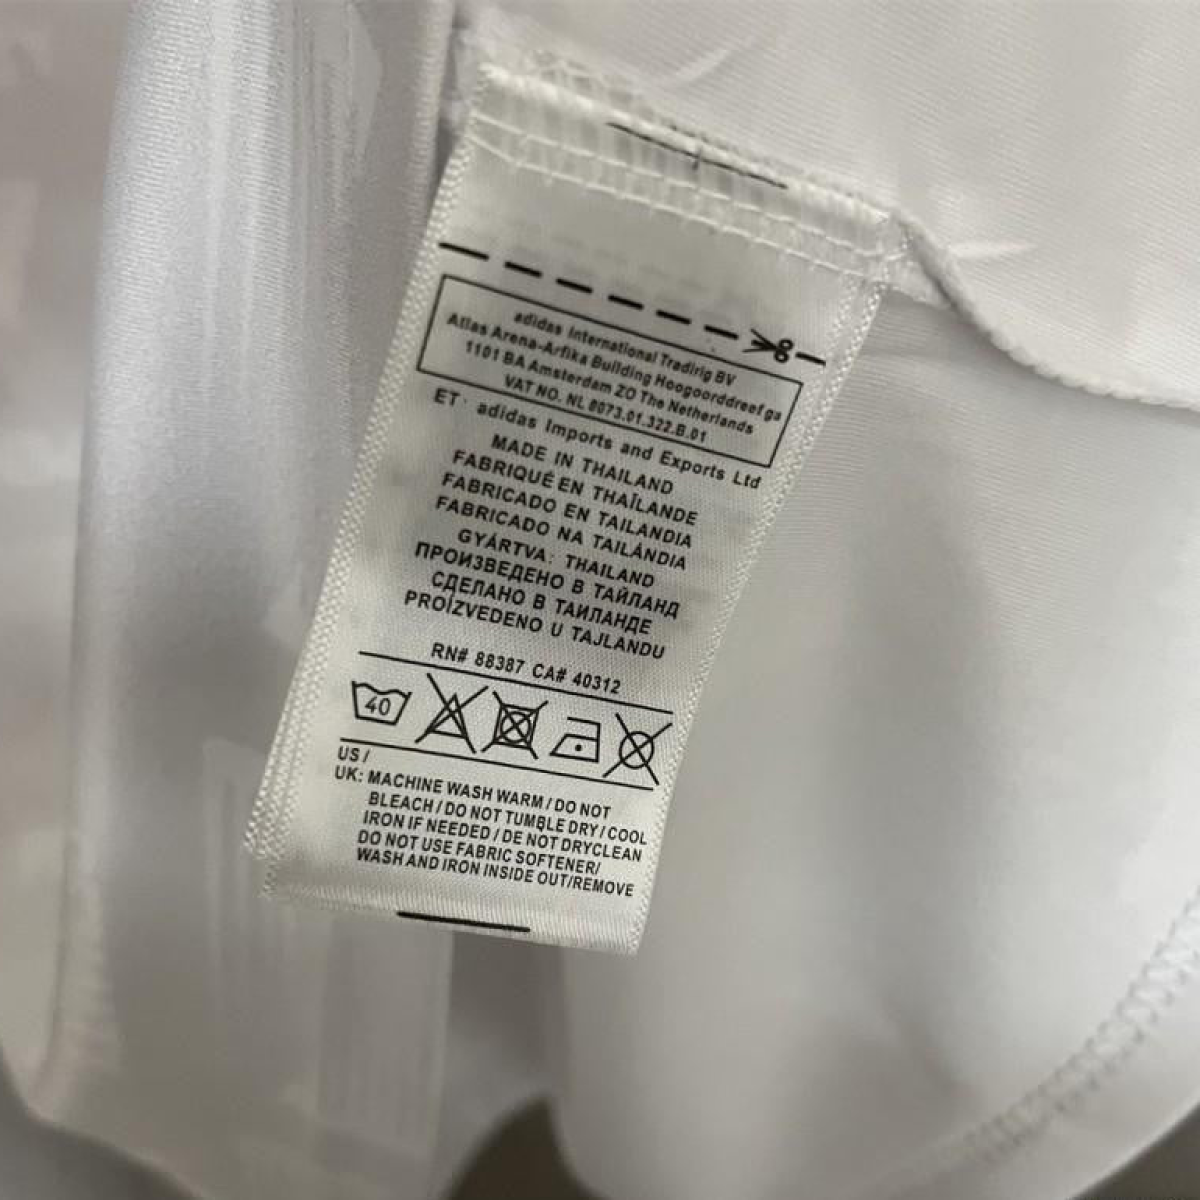 adidas International Tradirig BV
Atlas Arena-Arfika Building Hoogoorddreef ga
1101 BA Amsterdam ZO The Netherlands
VAT NO. NL 8073.01.322.B.01
ET· adidas Imports and Exports Ltd
MADE IN THAILAND
FABRIQUÉ EN THAÎLANDE
FABRICADO EN TAILANDIA
FABRICADO NA TAILÂNDIA
GYÁRTVA: THAILAND
ПРОИЗВЕДЕНО В ТАЙЛАНД
СДЕЛАНО В ТАИЛАНДЕ
PROÍZVEDENO U TAJLANDU
RN# 88387 CA# 40312
40
US /
UK: MACHINE WASH WARM / DO NOT
BLEACH / DO NOT TUMBLE DRY / COOL
IRON IF NEEDED / DE NOT DRYCLEAN
DO NOT USE FABRIC SOFTENER/
WASH AND IRON INSIDE OUT/REMOVE